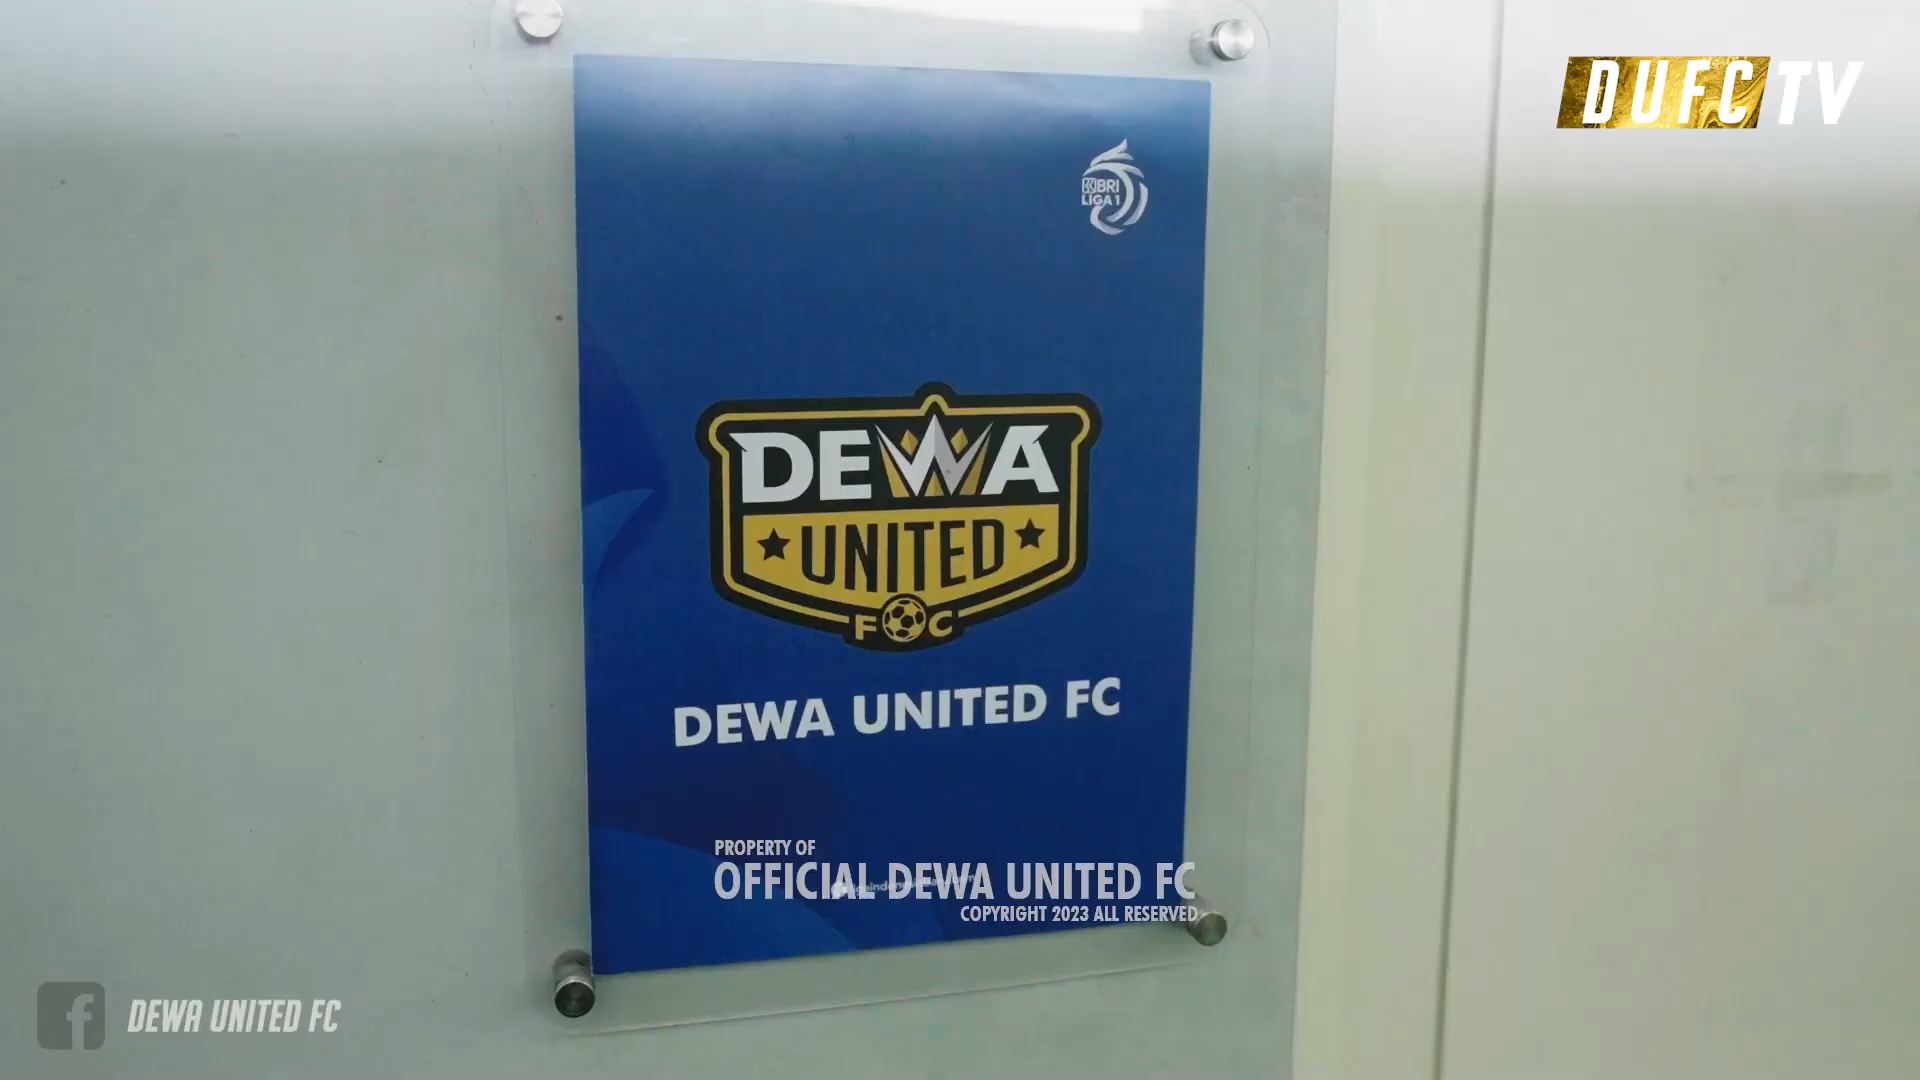 DUFC TV
BRI
LIGA 1
DEWA
UNITED
FC
DEWA UNITED FC
PROPERTY OF
OFFICIAL DEWA UNITED FC
COPYRIGHT 2023 ALL RESERVED
DEWA UNITED FC